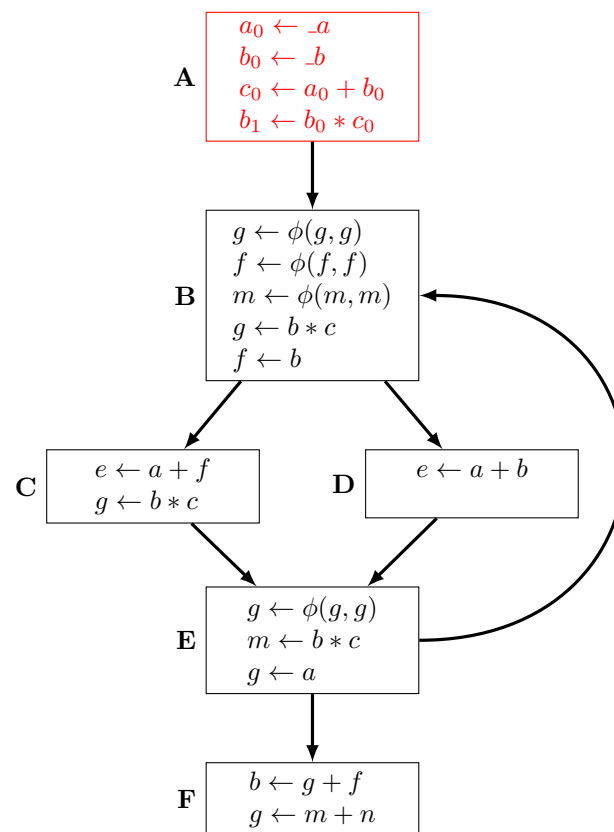 A
a₀ ← _a
b₀ ← _b
c₀ ← a₀ + b₀
b₁ ← b₀ * c₀
B
g ← ϕ(g, g)
f ← ϕ(f, f)
m ← ϕ(m, m)
g ← b * c
f ← b
C
e ← a + f
g ← b * c
D
e ← a + b
E
g ← ϕ(g, g)
m ← b * c
g ← a
F
b ← g + f
g ← m + n